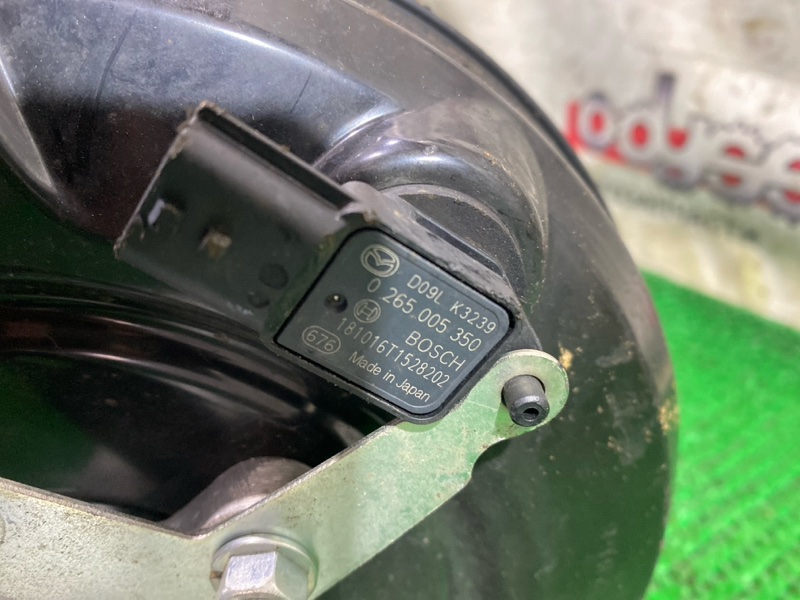 D09L K3239
0 265 005 350
BOSCH
181016T1528202
676
Made in Japan